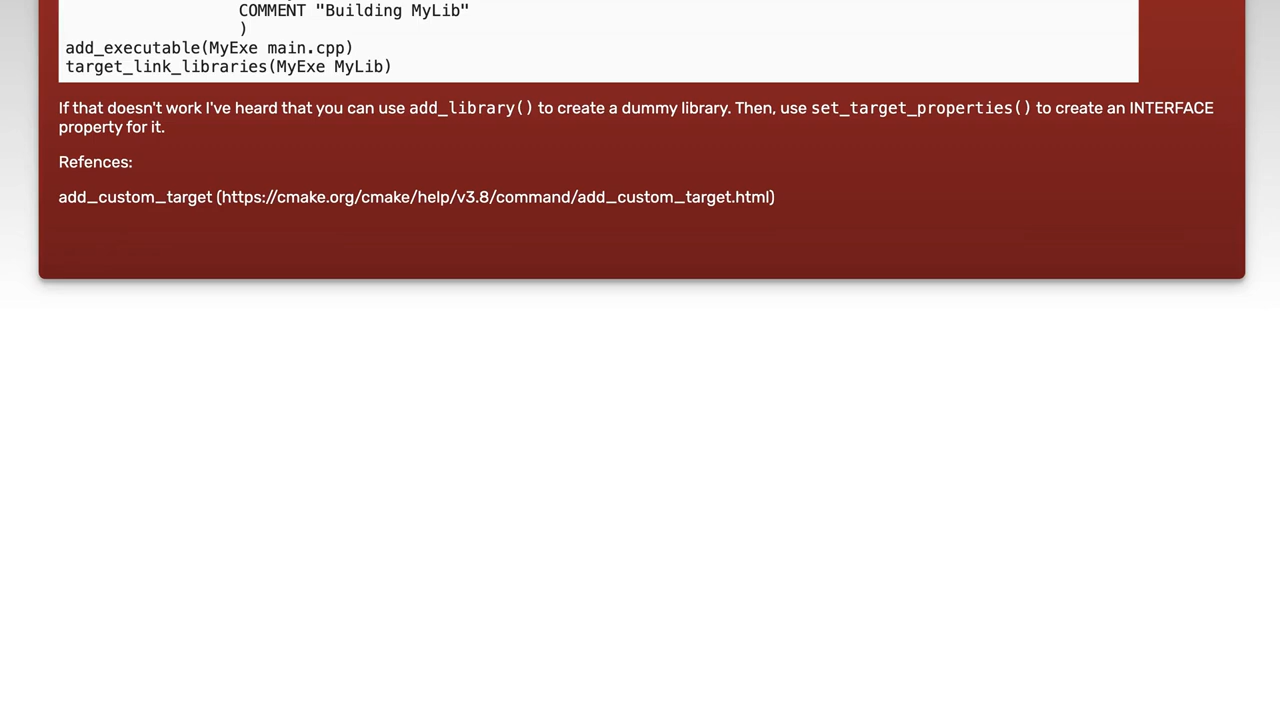 COMMENT "Building MyLib"
)
add_executable(MyExe main.cpp)
target_link_libraries(MyExe MyLib)
If that doesn't work I've heard that you can use add_library() to create a dummy library. Then, use set_target_properties() to create an INTERFACE
property for it.
Refences:
add_custom_target (https://cmake.org/cmake/help/v3.8/command/add_custom_target.html)